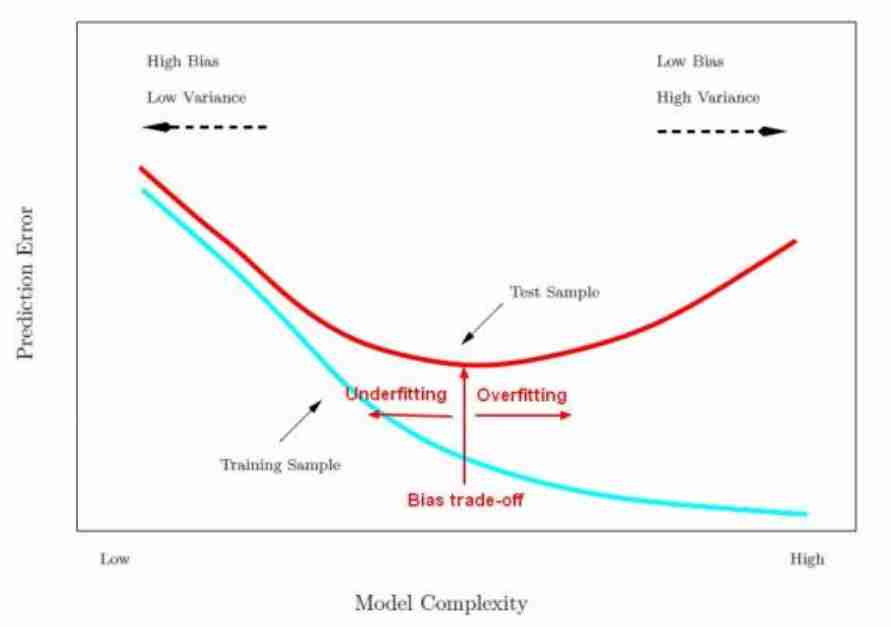 High Bias
Low Variance
Low Bias
High Variance
Prediction Error
Test Sample
Underfitting
Overfitting
Training Sample
Bias trade-off
Low
High
Model Complexity